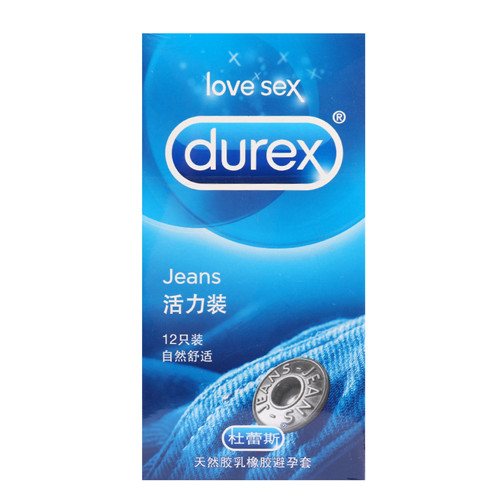 love sex
durex®
Jeans
活力装
12只装
自然舒适
JEANS · JEANS ·
杜蕾斯
天然胶乳橡胶避孕套